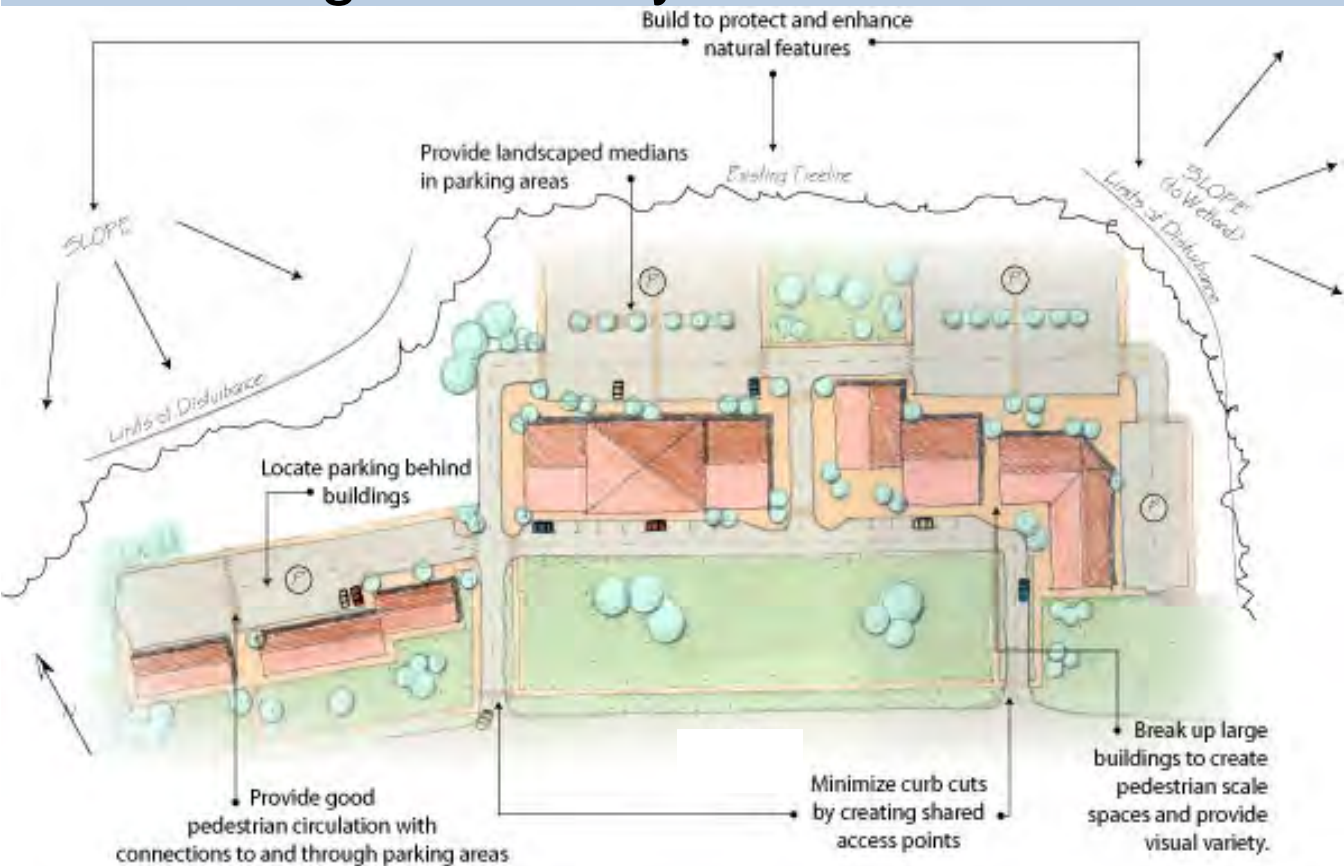 Build to protect and enhance
natural features
Provide landscaped medians
in parking areas
Existing Treeline
SLOPE
SLOPE
(to Wetland)
Limits of Disturbance
Limits of Disturbance
P
P
Locate parking behind
buildings
P
P
Provide good
pedestrian circulation with
connections to and through parking areas
Minimize curb cuts
by creating shared
access points
Break up large
buildings to create
pedestrian scale
spaces and provide
visual variety.